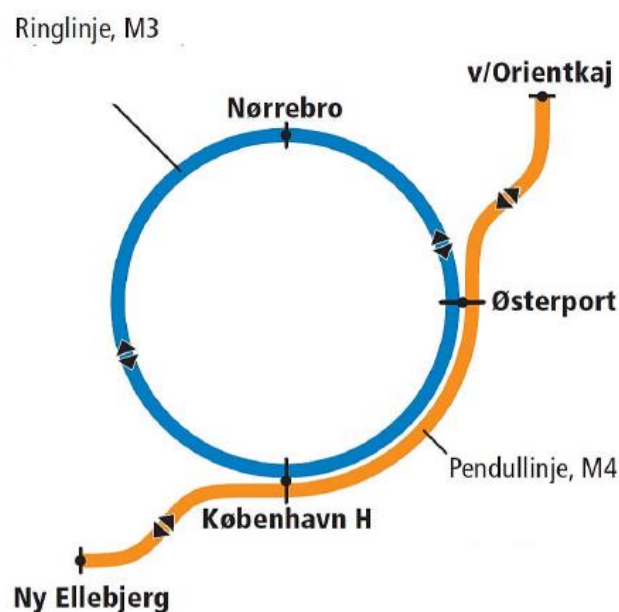 Ringlinje, M3
v/Orientkaj
Nørrebro
Østerport
Pendullinje, M4
København H
Ny Ellebjerg